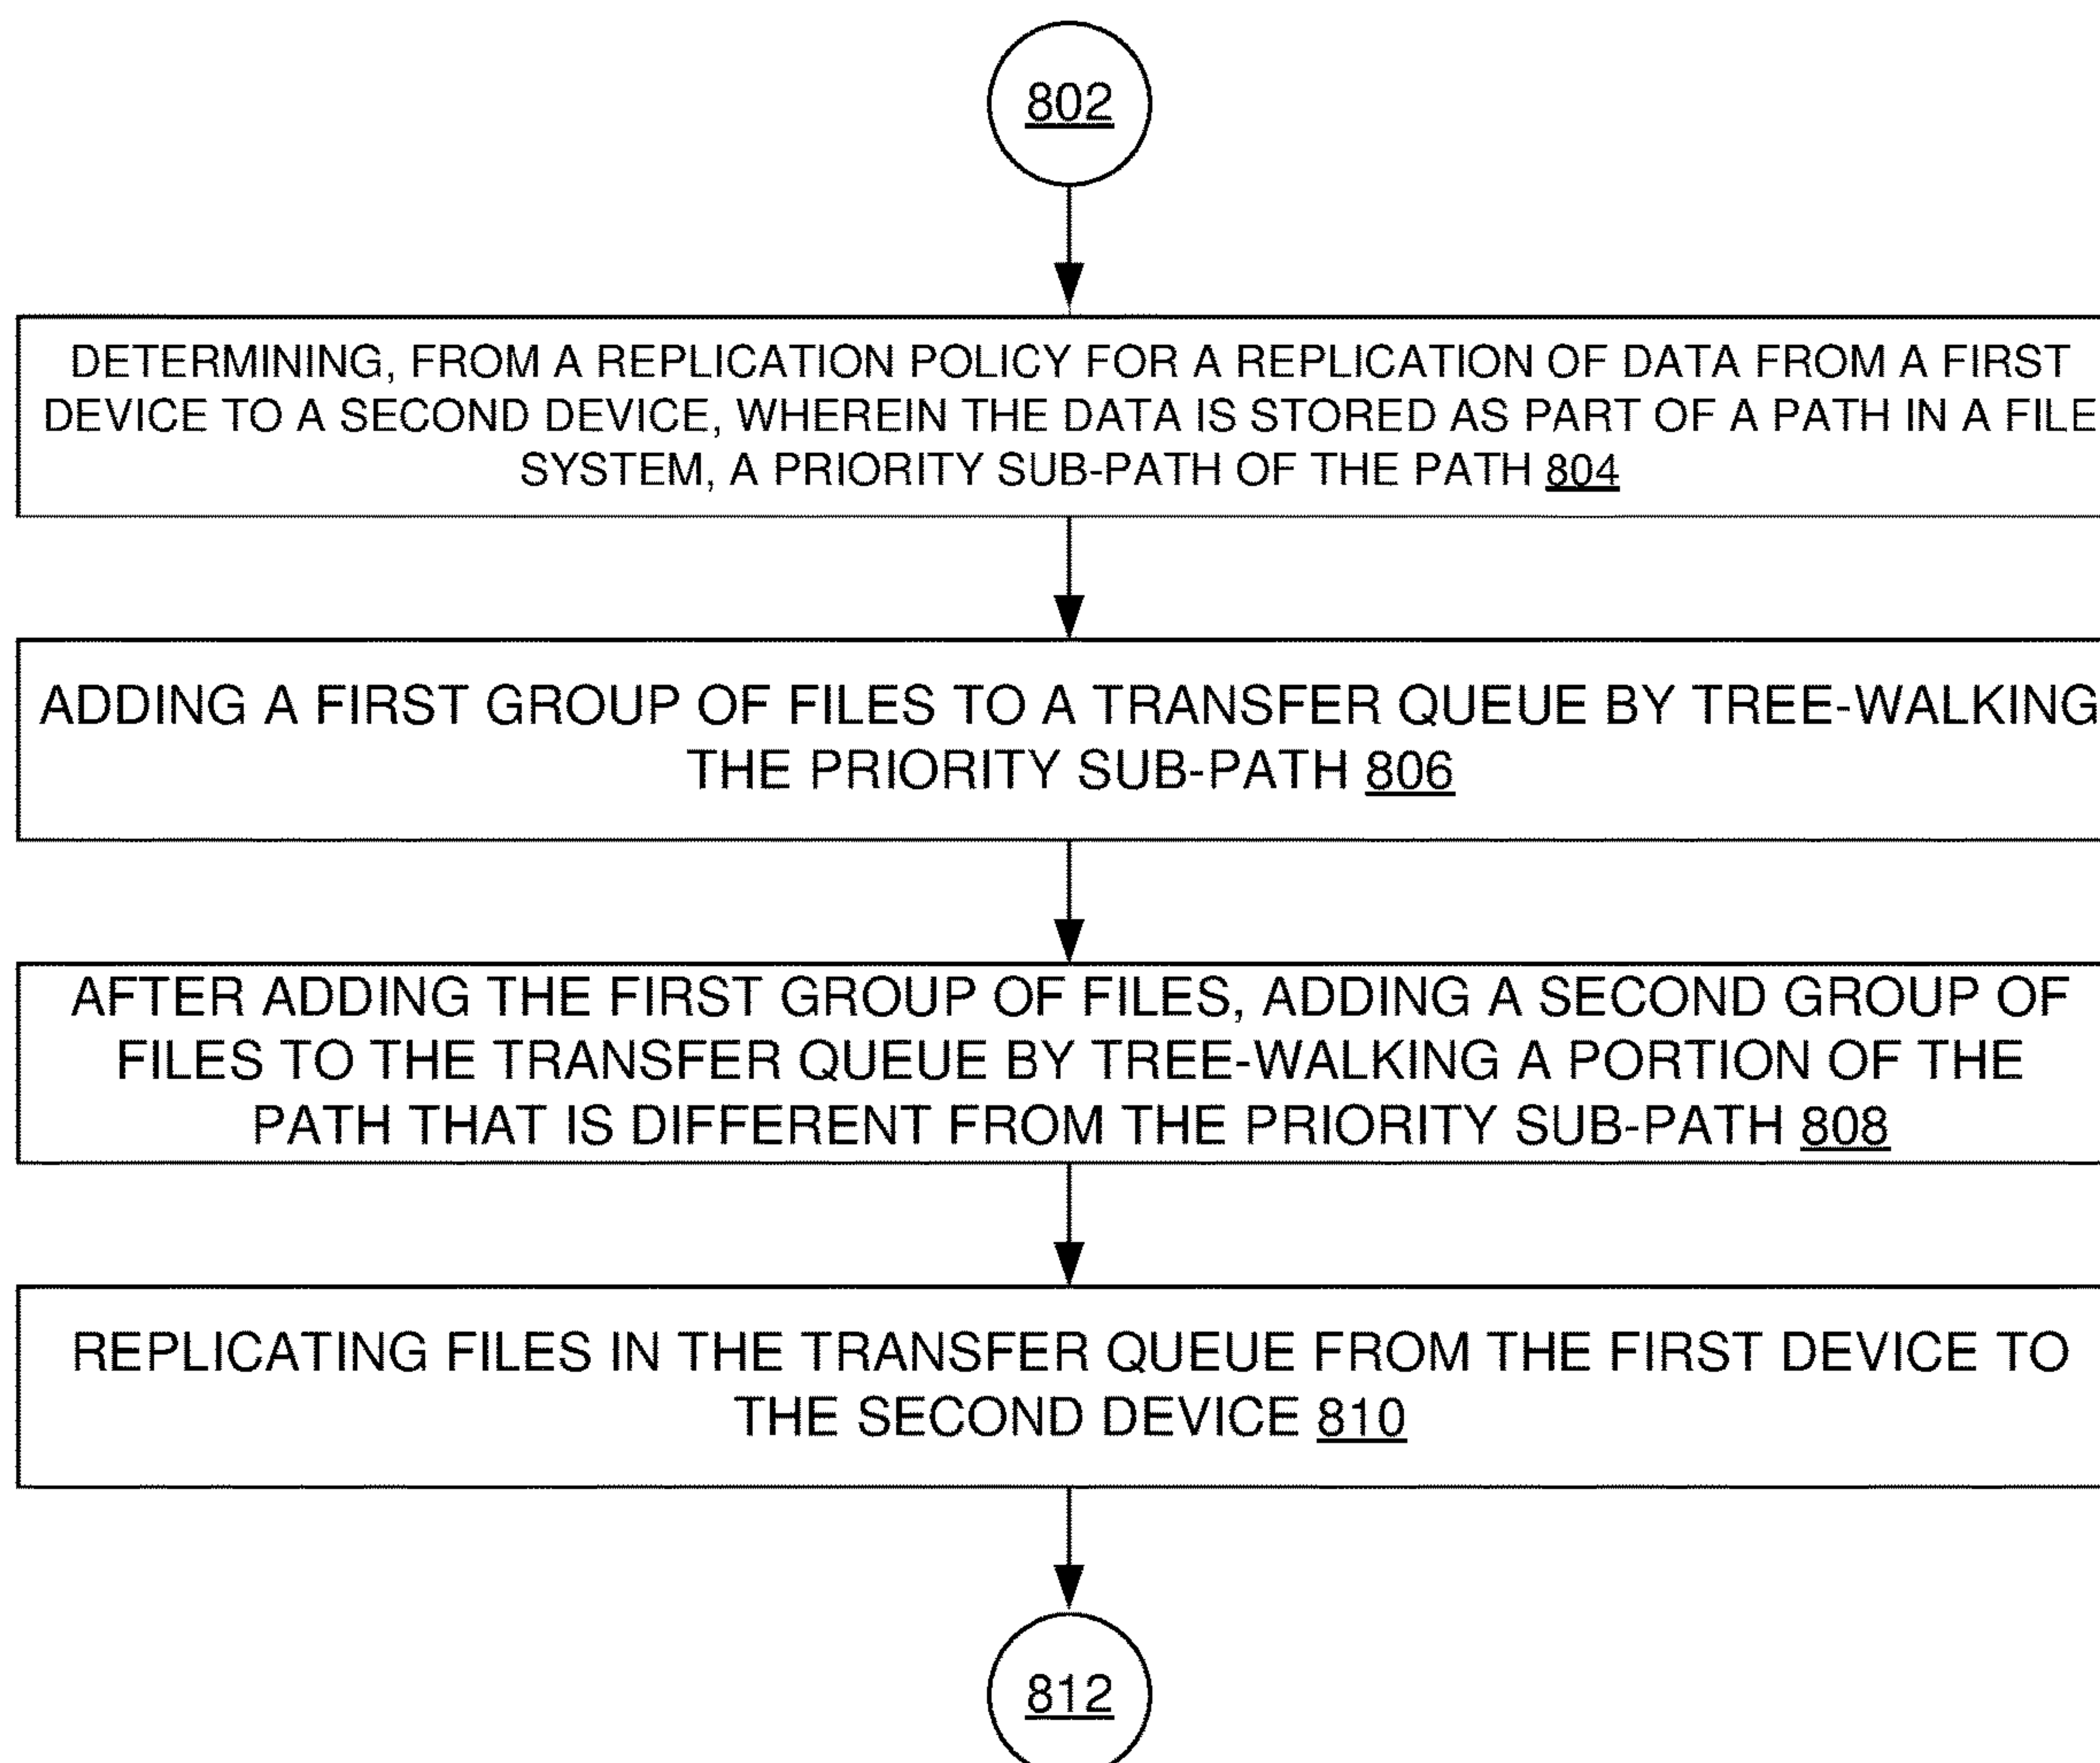 802
DETERMINING, FROM A REPLICATION POLICY FOR A REPLICATION OF DATA FROM A FIRST
DEVICE TO A SECOND DEVICE, WHEREIN THE DATA IS STORED AS PART OF A PATH IN A FILE
SYSTEM, A PRIORITY SUB-PATH OF THE PATH 804
ADDING A FIRST GROUP OF FILES TO A TRANSFER QUEUE BY TREE-WALKING
THE PRIORITY SUB-PATH 806
AFTER ADDING THE FIRST GROUP OF FILES, ADDING A SECOND GROUP OF
FILES TO THE TRANSFER QUEUE BY TREE-WALKING A PORTION OF THE
PATH THAT IS DIFFERENT FROM THE PRIORITY SUB-PATH 808
REPLICATING FILES IN THE TRANSFER QUEUE FROM THE FIRST DEVICE TO
THE SECOND DEVICE 810
812